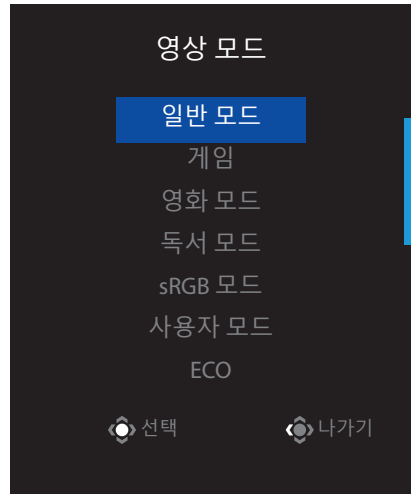 영상 모드
일반 모드
게임
영화 모드
독서 모드
sRGB 모드
사용자 모드
ECO
선택 나가기